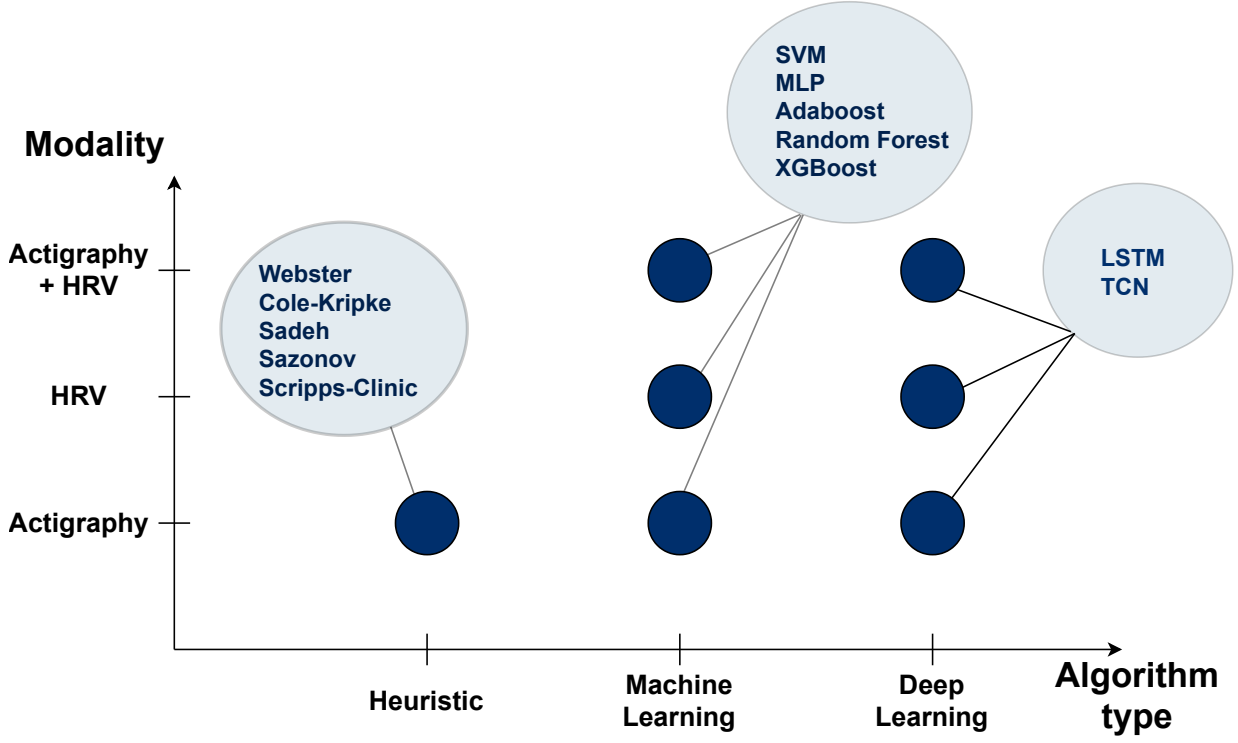 SVM
MLP
Adaboost
Random Forest
XGBoost
Modality
Actigraphy
+ HRV
Webster
Cole-Kripke
Sadeh
Sazonov
Scripps-Clinic
LSTM
TCN
HRV
Actigraphy
Heuristic
Machine
Learning
Deep
Learning
Algorithm
type